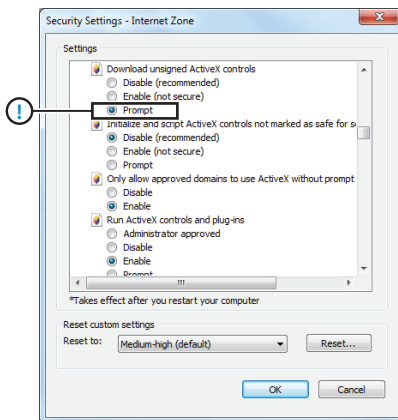 Security Settings - Internet Zone
x
Settings
Download unsigned ActiveX controls
Disable (recommended)
Enable (not secure)
!
Prompt
Initialize and script ActiveX controls not marked as safe for s
Disable (recommended)
Enable (not secure)
Prompt
Only allow approved domains to use ActiveX without prompt
Disable
Enable
Run ActiveX controls and plug-ins
Administrator approved
Disable
Enable
Prompt
*Takes effect after you restart your computer
Reset custom settings
Reset to: Medium-high (default) Reset...
OK Cancel